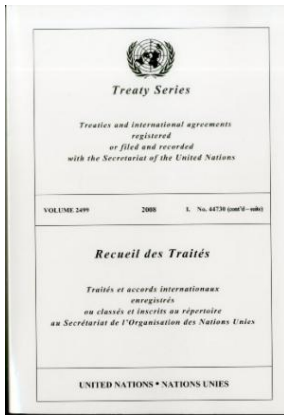 Treaty Series
Treaties and international agreements
registered
or filed and recorded
with the Secretariat of the United Nations
VOLUME 2499 2008 I. No. 44730 (cont'd—suite)
Recueil des Traités
Traités et accords internationaux
enregistrés
ou classés et inscrits au répertoire
au Secrétariat de l'Organisation des Nations Unies
UNITED NATIONS • NATIONS UNIES